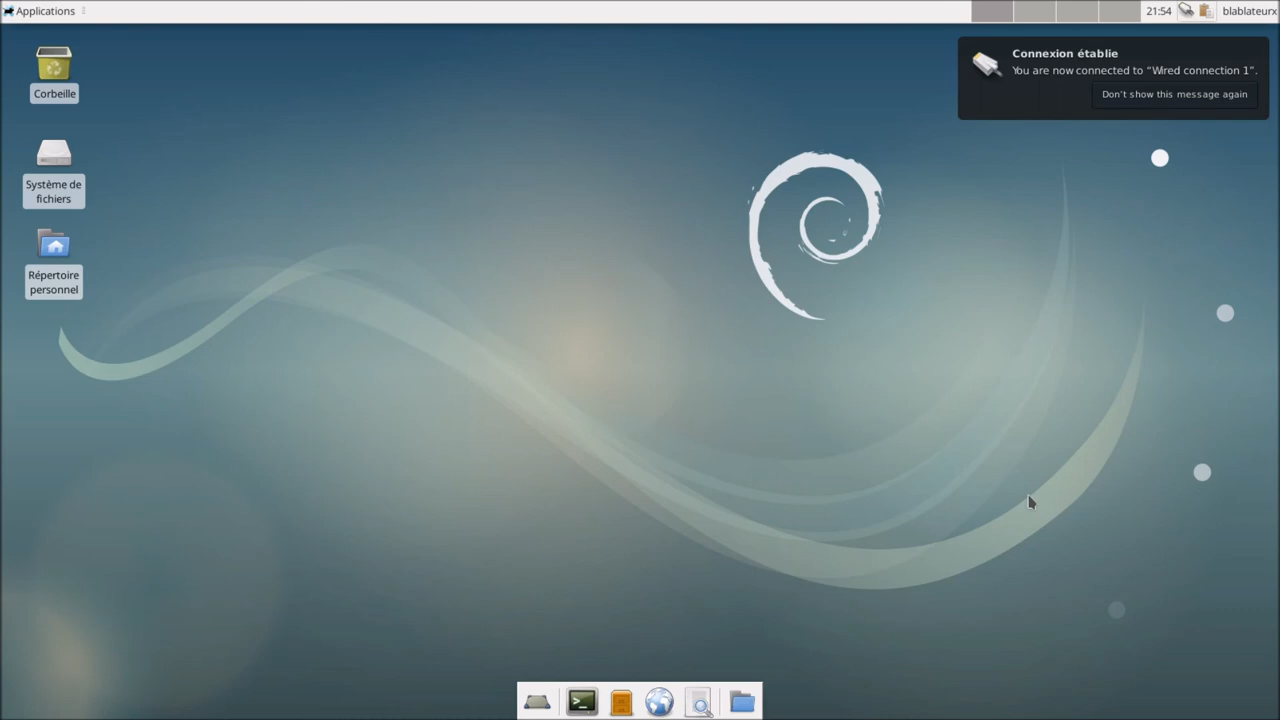 Applications
21:54
blablateurx
Connexion établie
You are now connected to “Wired connection 1”.
Don't show this message again
Corbeille
Système de
fichiers
Répertoire
personnel